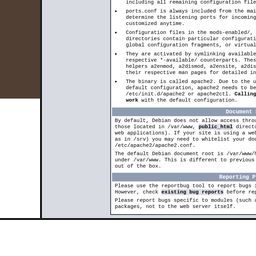 including all remaining configuration file
ports.conf is always included from the mai
determine the listening ports for incoming
customized anytime.
Configuration files in the mods-enabled/,
directories contain particular configurati
global configuration fragments, or virtual
They are activated by symlinking available
respective *-available/ counterparts. Thes
helpers a2enmod, a2dismod, a2ensite, a2dis
their respective man pages for detailed in
The binary is called apache2. Due to the u
default configuration, apache2 needs to be
/etc/init.d/apache2 or apache2ctl. Calling
work with the default configuration.
Document
By default, Debian does not allow access throu
those located in /var/www, public_html directo
web applications). If your site is using a web
as in /srv) you may need to whitelist your doc
/etc/apache2/apache2.conf.
The default Debian document root is /var/www/h
under /var/www. This is different to previous
out of the box.
Reporting P
Please use the reportbug tool to report bugs i
However, check existing bug reports before rep
Please report bugs specific to modules (such a
packages, not to the web server itself.